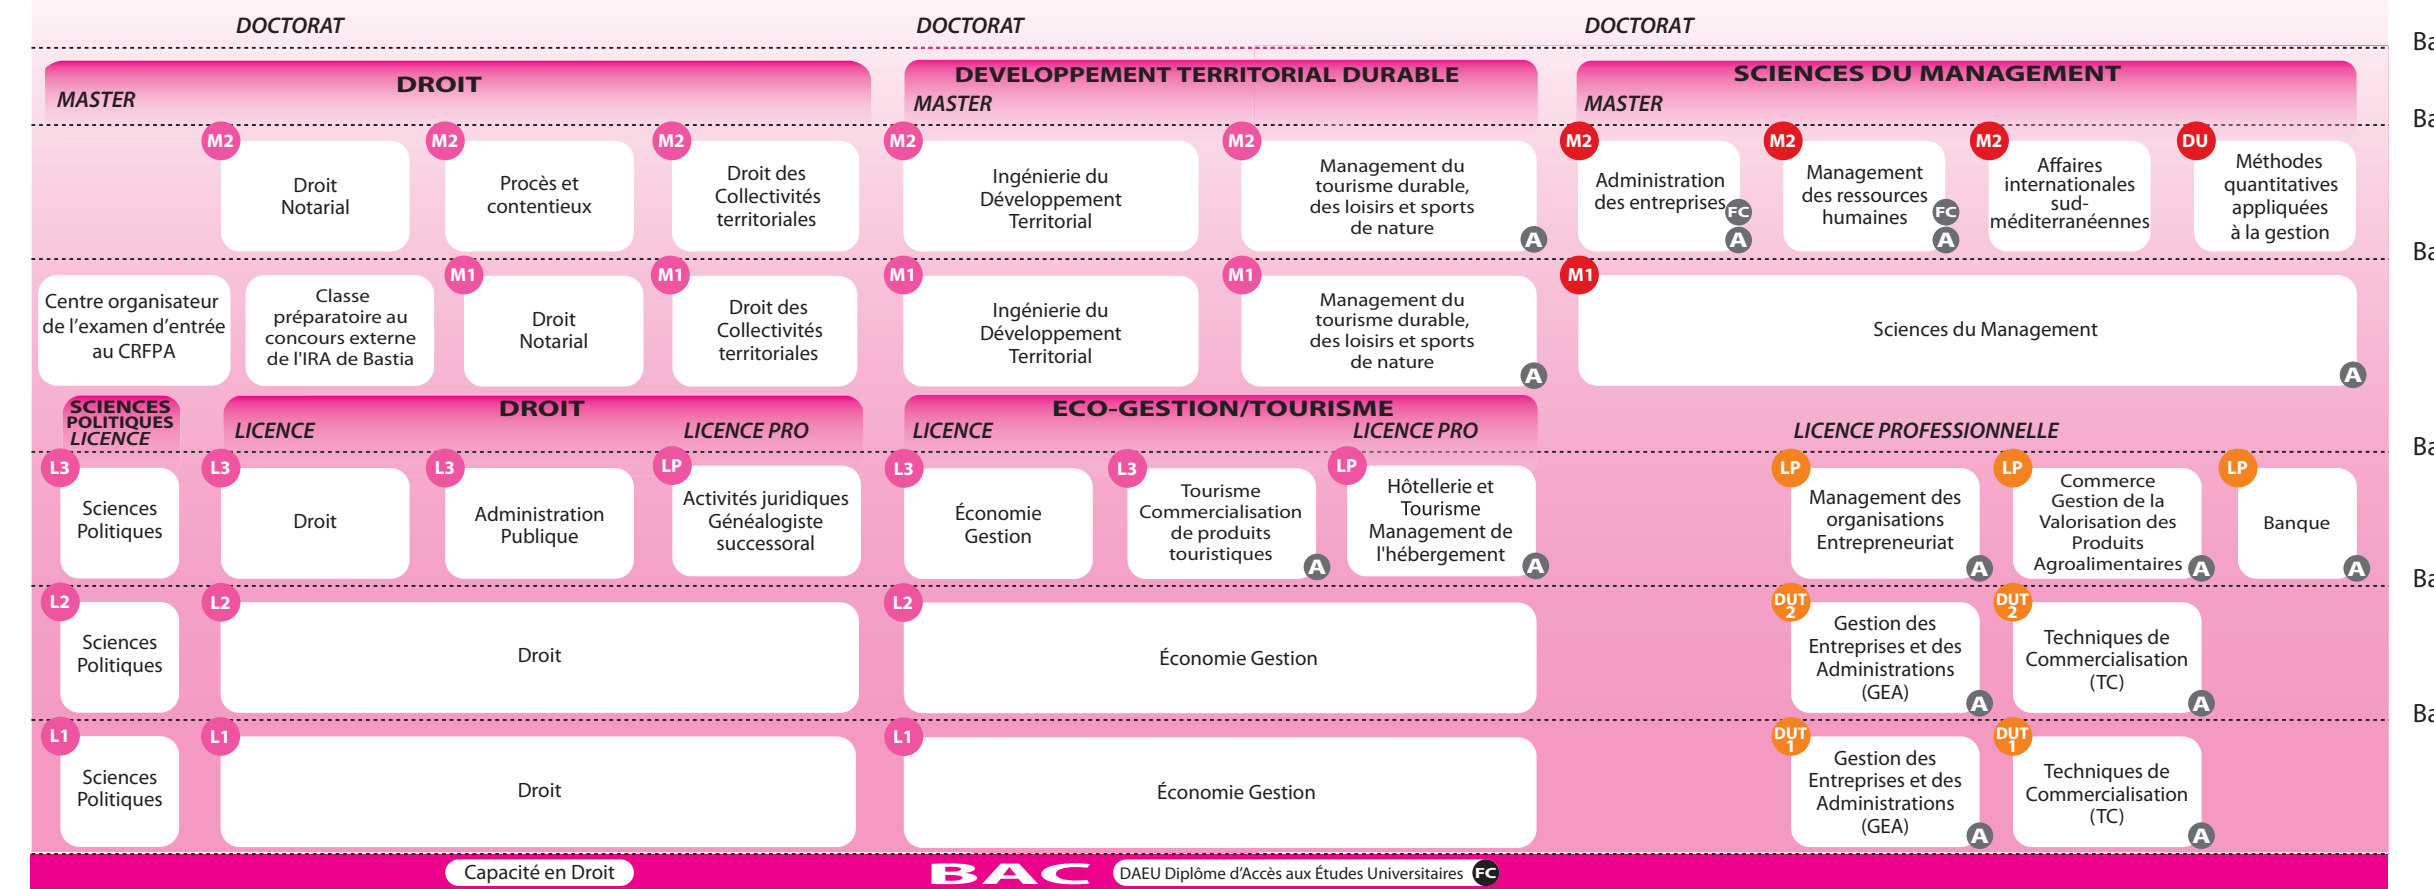 DOCTORAT
DOCTORAT
DOCTORAT
Ba
DROIT
MASTER
DEVELOPPEMENT TERRITORIAL DURABLE
MASTER
SCIENCES DU MANAGEMENT
MASTER
Ba
M2
Droit
Notarial
M2
Procès et
contentieux
M2
Droit des
Collectivités
territoriales
M2
Ingénierie du
Développement
Territorial
M2
Management du
tourisme durable,
des loisirs et sports
de nature
A
M2
Administration
des entreprises
FC
A
M2
Management
des ressources
humaines
FC
A
M2
Affaires
internationales
sud-
méditerranéennes
DU
Méthodes
quantitatives
appliquées
à la gestion
Ba
Centre organisateur
de l'examen d'entrée
au CRFPA
Classe
préparatoire au
concours externe
de l'IRA de Bastia
M1
Droit
Notarial
M1
Droit des
Collectivités
territoriales
M1
Ingénierie du
Développement
Territorial
M1
Management du
tourisme durable,
des loisirs et sports
de nature
A
M1
Sciences du Management
A
SCIENCES
POLITIQUES
LICENCE
DROIT
LICENCE
LICENCE PRO
ECO-GESTION/TOURISME
LICENCE
LICENCE PRO
LICENCE PROFESSIONNELLE
Ba
L3
Sciences
Politiques
L3
Droit
L3
Administration
Publique
LP
Activités juridiques
Généalogiste
successoral
L3
Économie
Gestion
L3
Tourisme
Commercialisation
de produits
touristiques
A
LP
Hôtellerie et
Tourisme
Management de
l'hébergement
A
LP
Management des
organisations
Entrepreneuriat
A
LP
Commerce
Gestion de la
Valorisation des
Produits
Agroalimentaires
A
LP
Banque
A
Ba
L2
Sciences
Politiques
L2
Droit
L2
Économie Gestion
DUT
2
Gestion des
Entreprises et des
Administrations
(GEA)
A
DUT
2
Techniques de
Commercialisation
(TC)
A
Ba
L1
Sciences
Politiques
L1
Droit
L1
Économie Gestion
DUT
1
Gestion des
Entreprises et des
Administrations
(GEA)
A
DUT
1
Techniques de
Commercialisation
(TC)
A
Capacité en Droit
BAC
DAEU Diplôme d'Accès aux Études Universitaires
FC